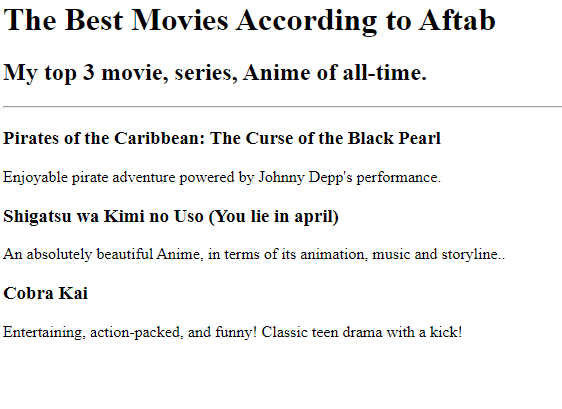 The Best Movies According to Aftab
My top 3 movie, series, Anime of all-time.
Pirates of the Caribbean: The Curse of the Black Pearl
Enjoyable pirate adventure powered by Johnny Depp's performance.
Shigatsu wa Kimi no Uso (You lie in april)
An absolutely beautiful Anime, in terms of its animation, music and storyline..
Cobra Kai
Entertaining, action-packed, and funny! Classic teen drama with a kick!